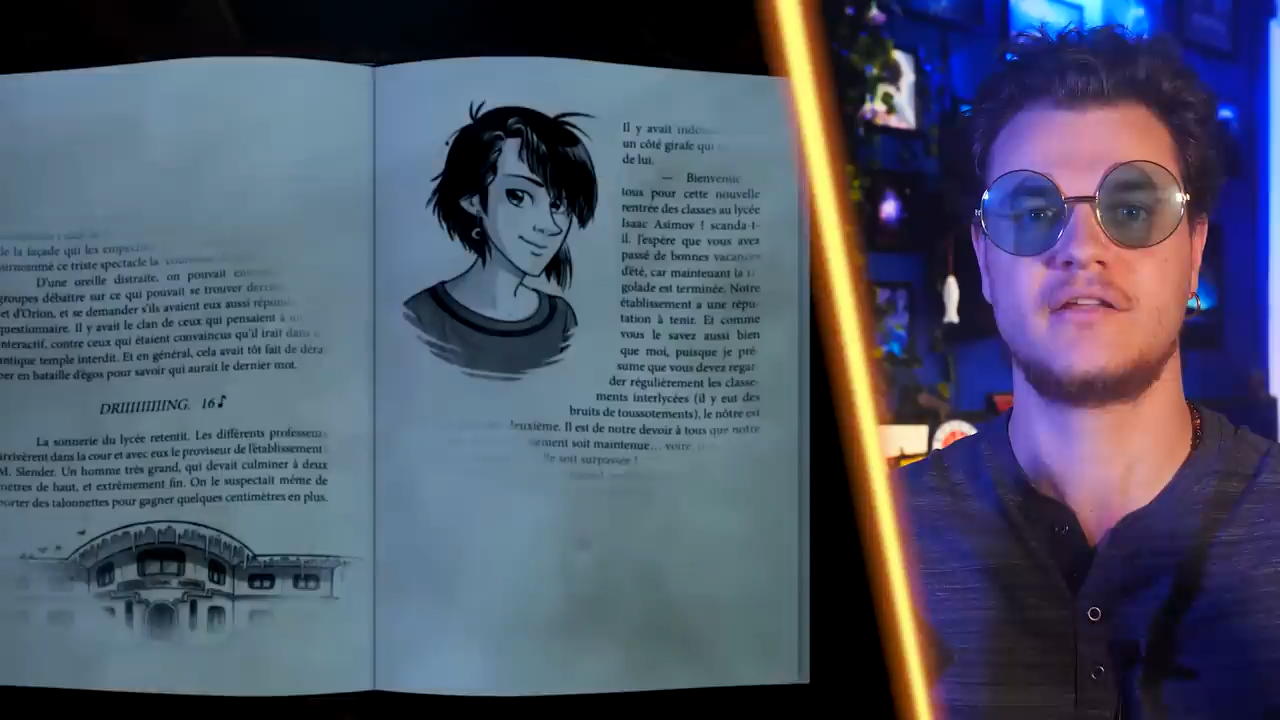 de la façade qui les
ce triste spectacle là
D'une oreille distraite, on pouvait
groupes débattre sur ce qui pouvait se trouver
et d'Orion, et se demander s'ils avaient eux aussi
questionnaire. Il y avait le clan de ceux qui pensaient à
interactif, contre ceux qui étaient convaincus qu'il irait dans
antique temple interdit. Et en général, cela avait tôt fait de
en bataille d'égos pour savoir qui aurait le dernier mot.
DRIIIIIIIING. 16♪
La sonnerie du lycée retentit. Les différents professeurs
arrivèrent dans la cour et avec eux le proviseur de l'établissement
M. Slender. Un homme très grand, qui devait culminer à deux
mètres de haut, et extrêmement fin. On le suspectait même de
porter des talonnettes pour gagner quelques centimètres en plus.
Il y avait
un côté girafe qui
de lui.
— Bienvenue
tous pour cette nouvelle
rentrée des classes au lycée
Isaac Asimov ! scanda-t-
il. J'espère que vous avez
passé de bonnes vacances
d'été, car maintenant la ri
golade est terminée. Notre
établissement a une répu-
tation à tenir. Et comme
vous le savez aussi bien
que moi, puisque je pré
sume que vous devez regar
der régulièrement les classe-
ments interlycées (il y eut des
bruits de toussotements), le nôtre est
deuxième. Il est de notre devoir à tous que notre
soit maintenue… voire
soit surpassée !